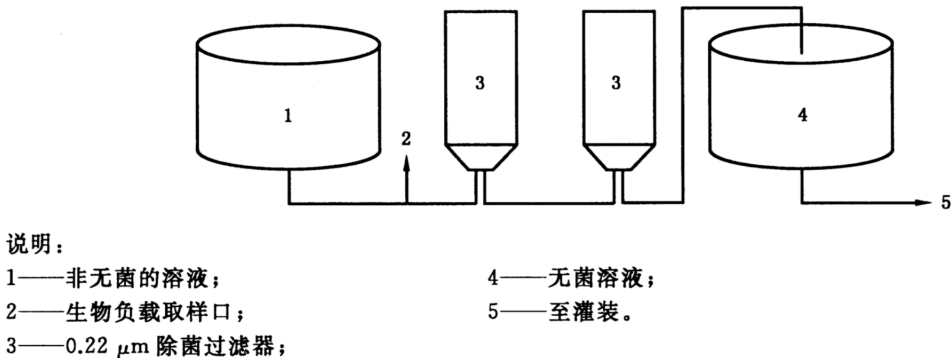 1
2
3
3
4
5
说明：
1——非无菌的溶液；
2——生物负载取样口；
3——0.22 μm 除菌过滤器；
4——无菌溶液；
5——至灌装。